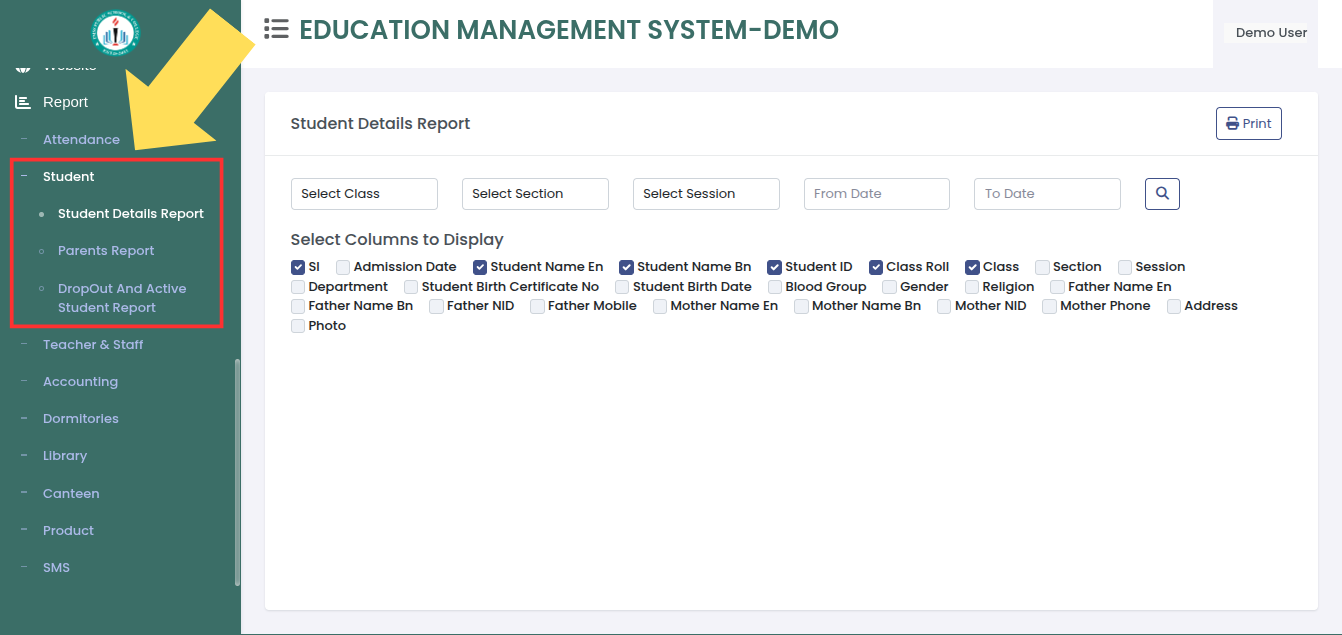 EDUCATION MANAGEMENT SYSTEM-DEMO
Demo User
Website
Report
Attendance
Student
Student Details Report
Parents Report
DropOut And Active
Student Report
Teacher & Staff
Accounting
Dormitories
Library
Canteen
Product
SMS
Student Details Report
Print
Select Class Select Section Select Session From Date To Date
Select Columns to Display
SI Admission Date Student Name En Student Name Bn Student ID Class Roll Class Section Session
Department Student Birth Certificate No Student Birth Date Blood Group Gender Religion Father Name En
Father Name Bn Father NID Father Mobile Mother Name En Mother Name Bn Mother NID Mother Phone Address
Photo